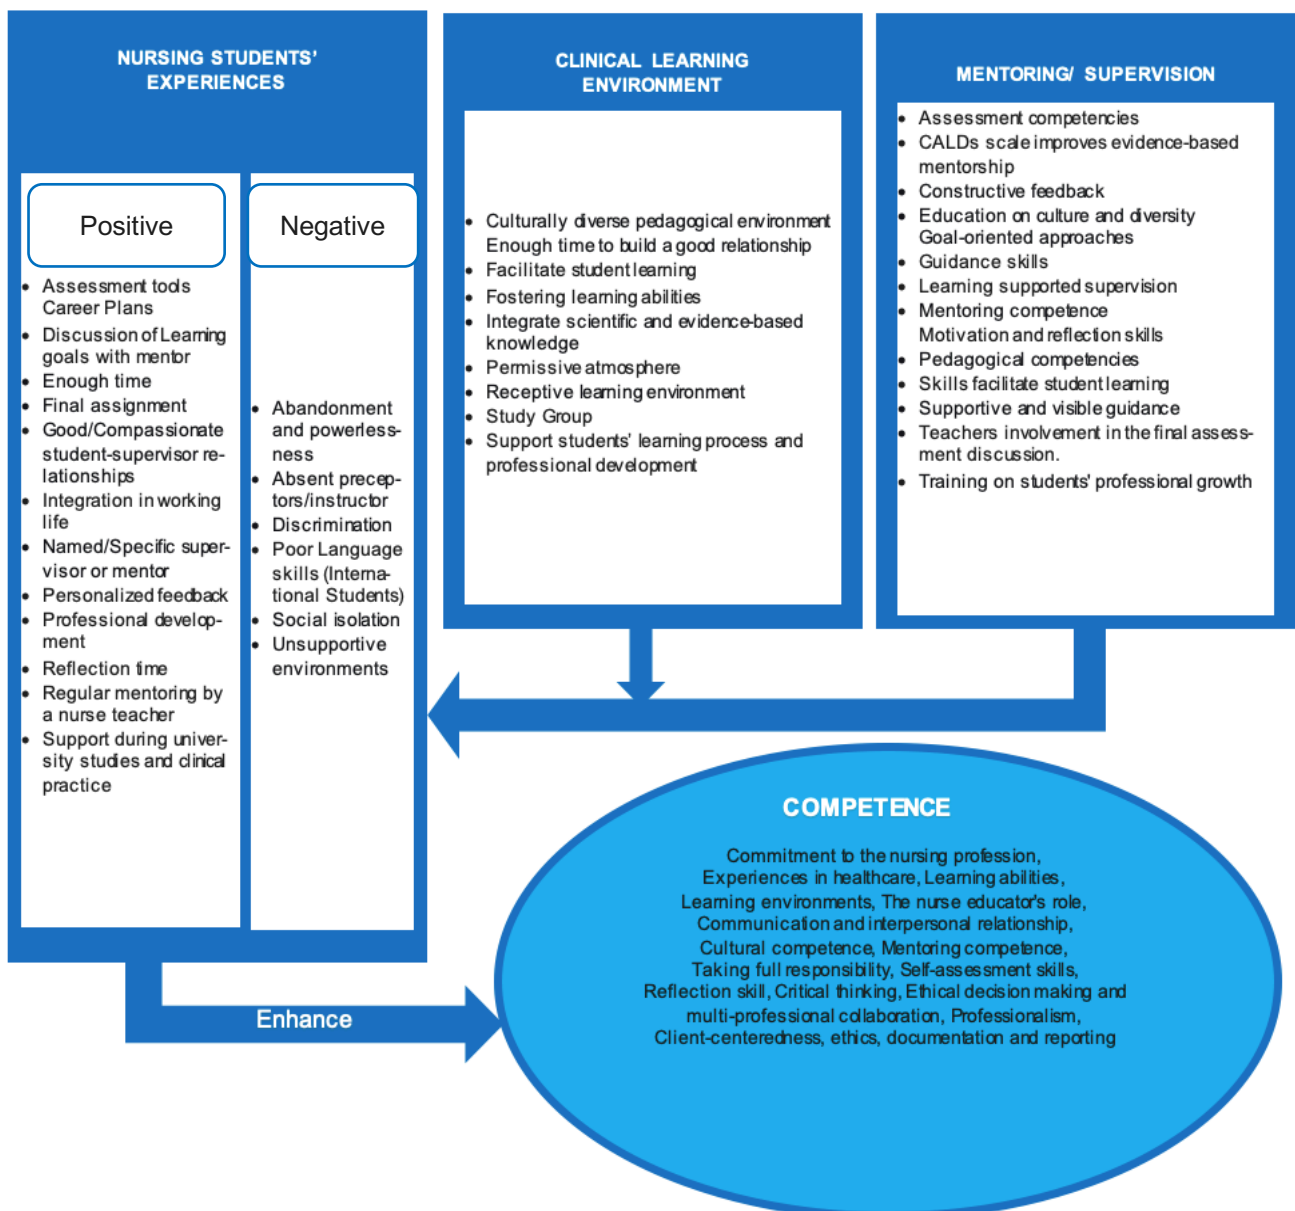 NURSING STUDENTS'
EXPERIENCES
Positive
• Assessment tools
Career Plans
• Discussion of Learning
goals with mentor
• Enough time
• Final assignment
• Good/Compassionate
student-supervisor re-
lationships
• Integration in working
life
• Named/Specific super-
visor or mentor
• Personalized feedback
• Professional develop-
ment
• Reflection time
• Regular mentoring by
a nurse teacher
• Support during univer-
sity studies and clinical
practice
Negative
• Abandonment
and powerless-
ness
• Absent precep-
tors/instructor
• Discrimination
• Poor Language
skills (Interna-
tional Students)
• Social isolation
• Unsupportive
environments
CLINICAL LEARNING
ENVIRONMENT
• Culturally diverse pedagogical environment
Enough time to build a good relationship
• Facilitate student learning
• Fostering learning abilities
• Integrate scientific and evidence-based
knowledge
• Permissive atmosphere
• Receptive learning environment
• Study Group
• Support students' learning process and
professional development
MENTORING/ SUPERVISION
• Assessment competencies
• CALDs scale improves evidence-based
mentorship
• Constructive feedback
• Education on culture and diversity
Goal-oriented approaches
• Guidance skills
• Learning supported supervision
• Mentoring competence
Motivation and reflection skills
• Pedagogical competencies
• Skills facilitate student learning
• Supportive and visible guidance
• Teachers involvement in the final assess-
ment discussion.
• Training on students' professional growth
Enhance
COMPETENCE
Commitment to the nursing profession,
Experiences in healthcare, Learning abilities,
Learning environments, The nurse educator's role,
Communication and interpersonal relationship,
Cultural competence, Mentoring competence,
Taking full responsibility, Self-assessment skills,
Reflection skill, Critical thinking, Ethical decision making and
multi-professional collaboration, Professionalism,
Client-centeredness, ethics, documentation and reporting